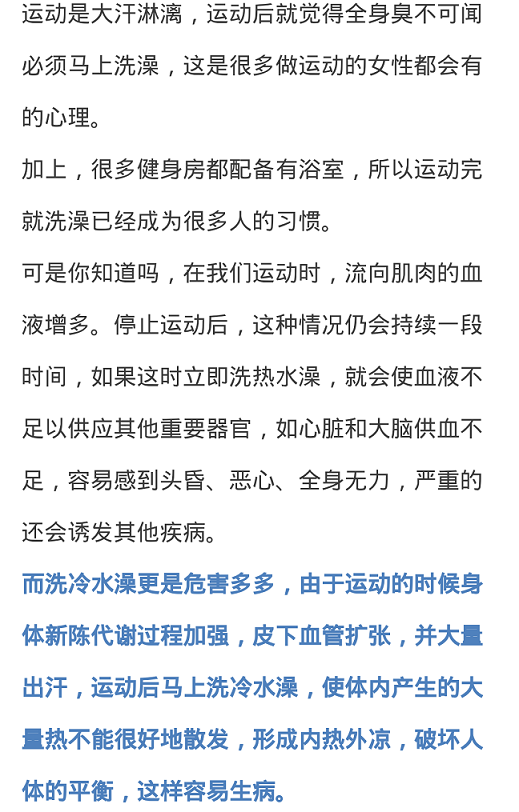 运动是大汗淋漓，运动后就觉得全身臭不可闻
必须马上洗澡，这是很多做运动的女性都会有
的心理。
加上，很多健身房都配备有浴室，所以运动完
就洗澡已经成为很多人的习惯。
可是你知道吗，在我们运动时，流向肌肉的血
液增多。停止运动后，这种情况仍会持续一段
时间，如果这时立即洗热水澡，就会使血液不
足以供应其他重要器官，如心脏和大脑供血不
足，容易感到头昏、恶心、全身无力，严重的
还会诱发其他疾病。
而洗冷水澡更是危害多多，由于运动的时候身
体新陈代谢过程加强，皮下血管扩张，并大量
出汗，运动后马上洗冷水澡，使体内产生的大
量热不能很好地散发，形成内热外凉，破坏人
体的平衡，这样容易生病。